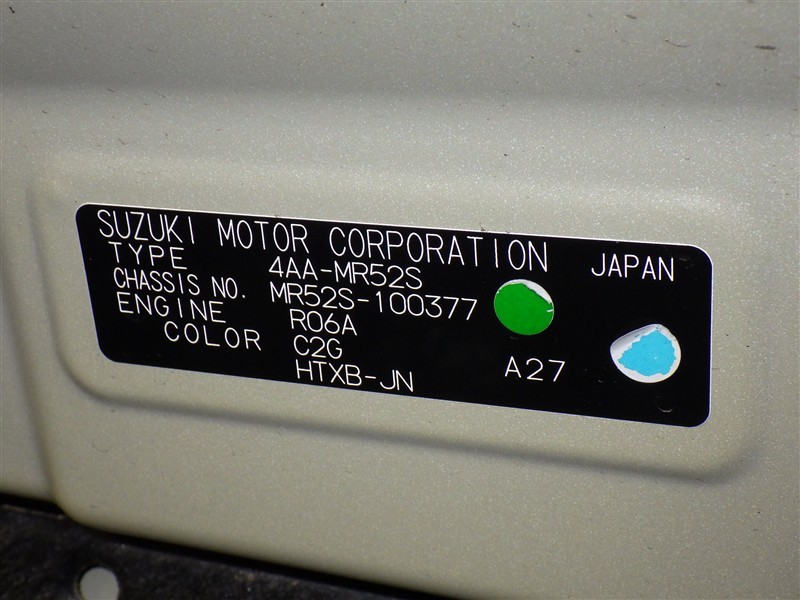 SUZUKI MOTOR CORPORATION JAPAN
TYPE 4AA-MR52S
CHASSIS NO. MR52S-100377
ENGINE R06A
COLOR C2G
HTXB-JN A27